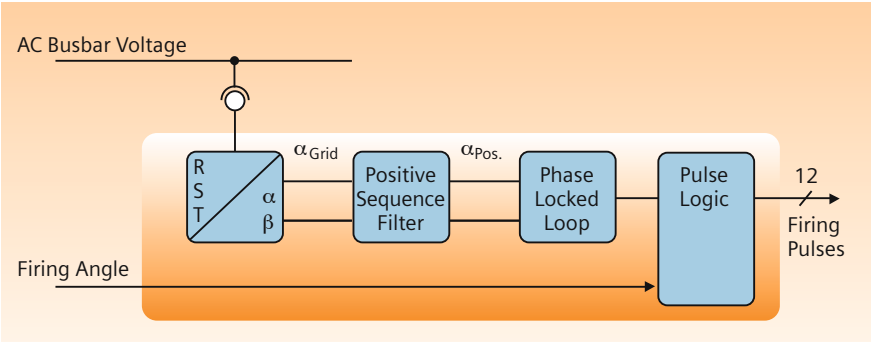 AC Busbar Voltage
R
S
T
α
β
αGrid
Positive
Sequence
Filter
αPos.
Phase
Locked
Loop
Pulse
Logic
12
Firing
Pulses
Firing Angle